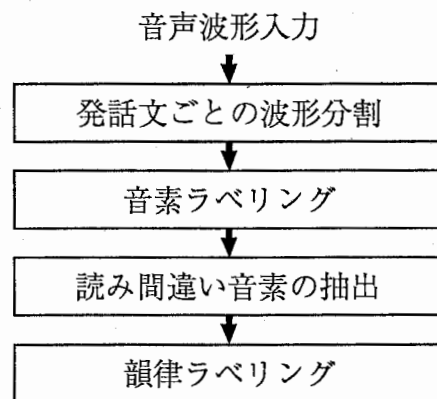 音声波形入力
発話文ごとの波形分割
音素ラベリング
読み間違い音素の抽出
韻律ラベリング